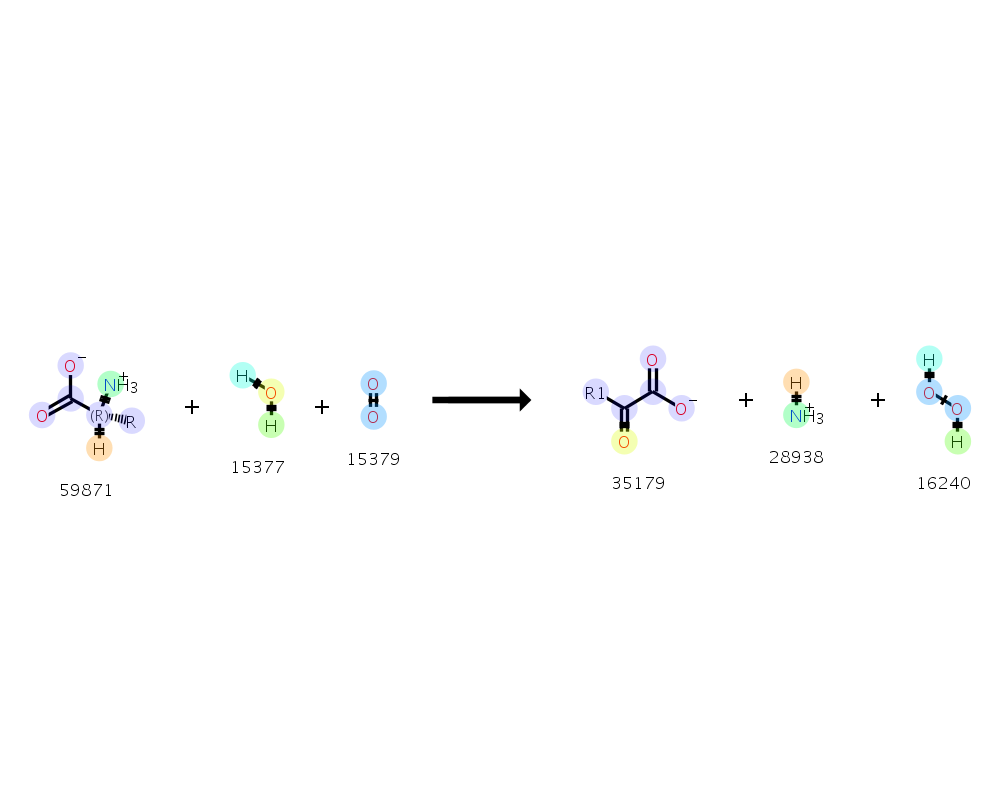 O − + NH3 O (R) R H
59871
+
H O H
15377
+
O O
15379
O R1 O − O
35179
+
H + NH3
28938
+
H O O H
16240